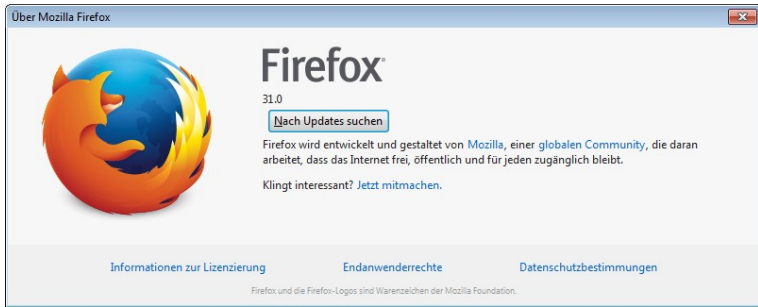 Über Mozilla Firefox
Firefox
31.0
Nach Updates suchen
Firefox wird entwickelt und gestaltet von Mozilla, einer globalen Community, die daran
arbeitet, dass das Internet frei, öffentlich und für jeden zugänglich bleibt.
Klingt interessant? Jetzt mitmachen.
Informationen zur Lizenzierung Endanwenderrechte Datenschutzbestimmungen
Firefox und die Firefox-Logos sind Warenzeichen der Mozilla Foundation.